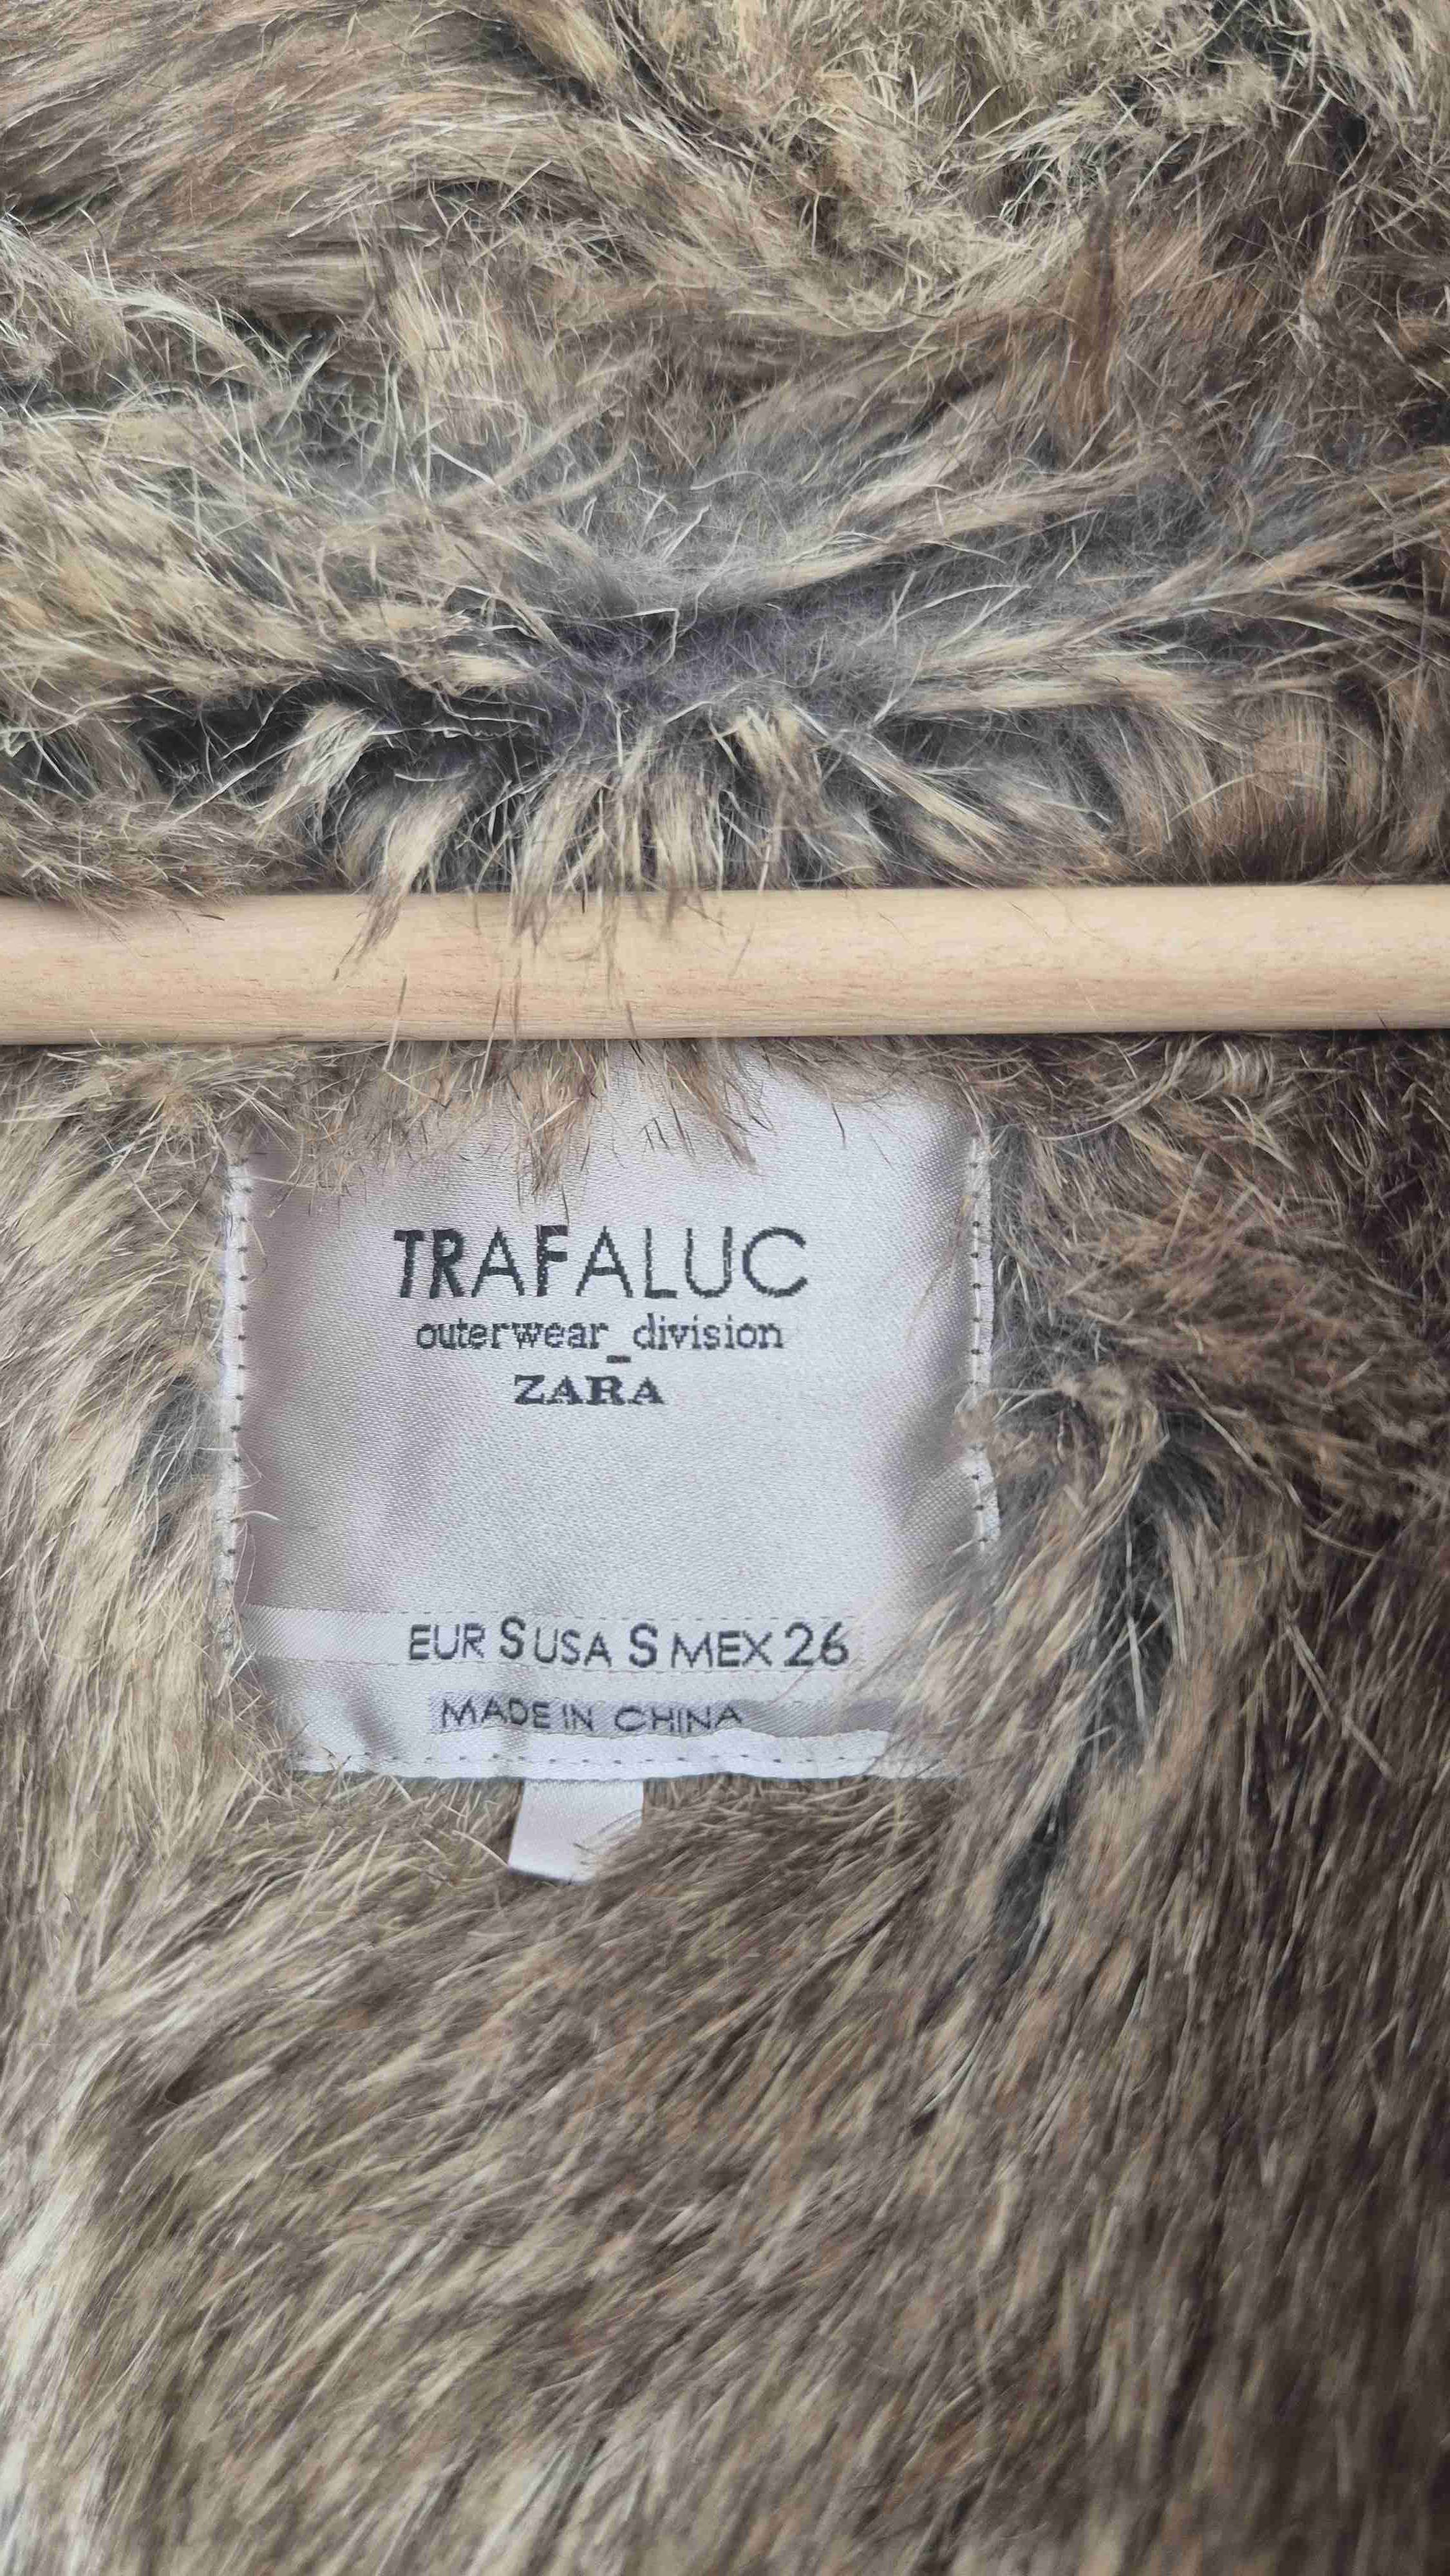 TRAFALUC
outerwear_division
ZARA
EUR S USA S MEX 26
MADE IN CHINA